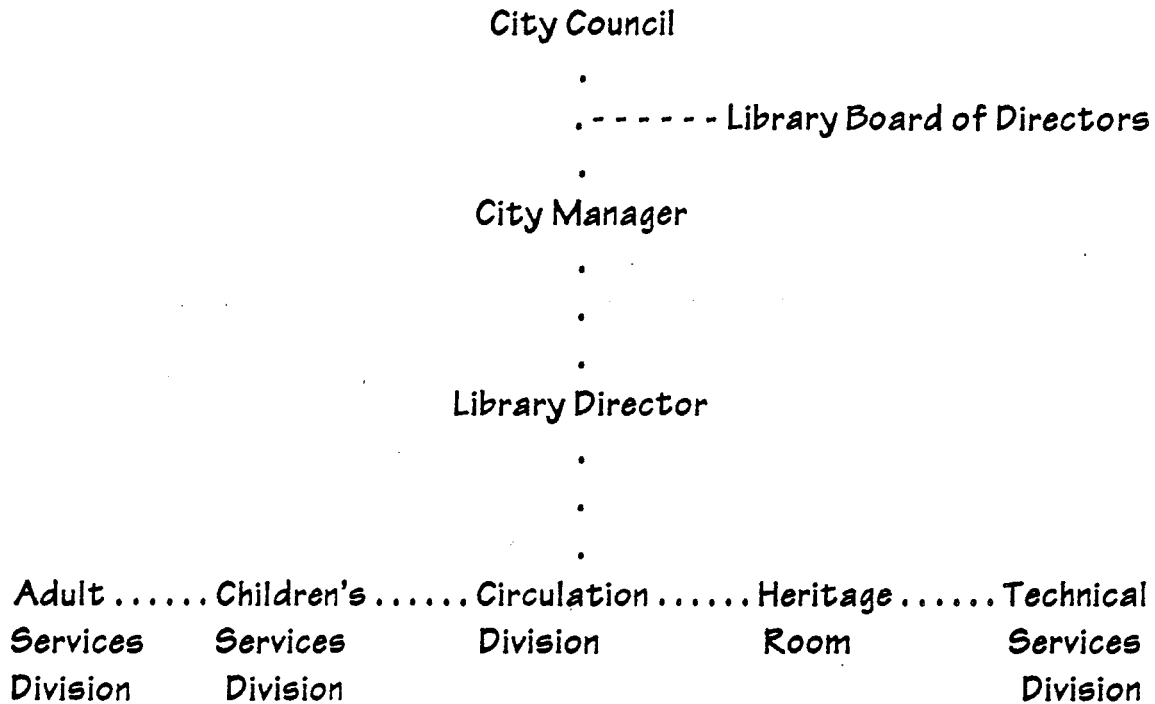 City Council
.
. - - - - - - Library Board of Directors
.
City Manager
.
.
.
Library Director
.
.
.
Adult ...... Children's ...... Circulation ...... Heritage ...... Technical
Services Services Division Room Services
Division Division Division